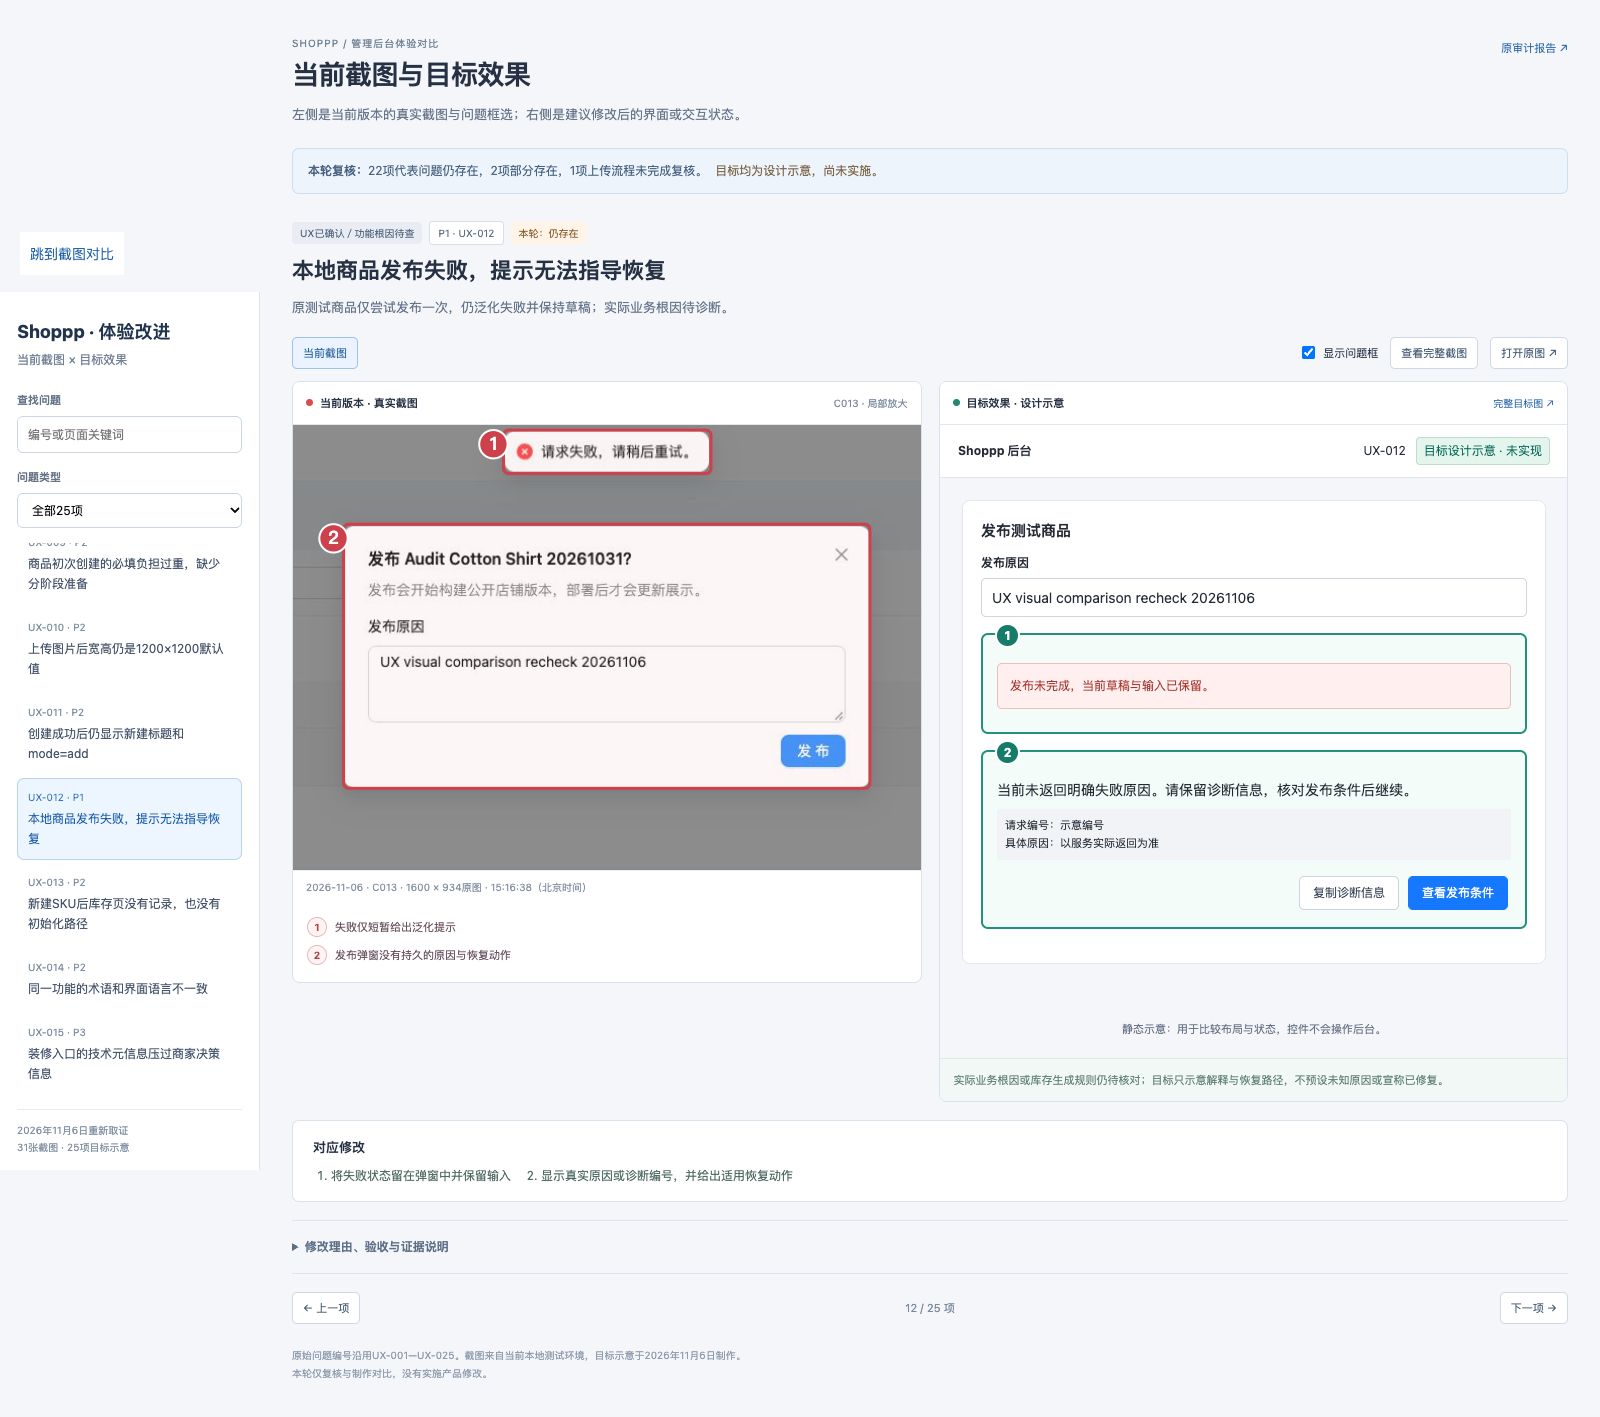 SHOPPP / 管理后台体验对比
原审计报告 ↗
当前截图与目标效果
左侧是当前版本的真实截图与问题框选；右侧是建议修改后的界面或交互状态。
本轮复核：22项代表问题仍存在，2项部分存在，1项上传流程未完成复核。 目标均为设计示意，尚未实施。
跳到截图对比
Shoppp · 体验改进
当前截图 × 目标效果
查找问题
编号或页面关键词
问题类型
全部25项
UX-009 · P2
商品初次创建的必填负担过重，缺少
分阶段准备
UX-010 · P2
上传图片后宽高仍是1200×1200默认
值
UX-011 · P2
创建成功后仍显示新建标题和
mode=add
UX-012 · P1
本地商品发布失败，提示无法指导恢
复
UX-013 · P2
新建SKU后库存页没有记录，也没有
初始化路径
UX-014 · P2
同一功能的术语和界面语言不一致
UX-015 · P3
装修入口的技术元信息压过商家决策
信息
2026年11月6日重新取证
31张截图 · 25项目标示意
UX已确认 / 功能根因待查
P1 · UX-012
本轮：仍存在
本地商品发布失败，提示无法指导恢复
原测试商品仅尝试发布一次，仍泛化失败并保持草稿；实际业务根因待诊断。
当前截图
显示问题框
查看完整截图
打开原图 ↗
当前版本 · 真实截图
C013 · 局部放大
1
请求失败，请稍后重试。
2
发布 Audit Cotton Shirt 20261031?
发布会开始构建公开店铺版本，部署后才会更新展示。
发布原因
UX visual comparison recheck 20261106
发 布
2026-11-06 · C013 · 1600 × 934原图 · 15:16:38（北京时间）
1 失败仅短暂给出泛化提示
2 发布弹窗没有持久的原因与恢复动作
目标效果 · 设计示意
完整目标图 ↗
Shoppp 后台
UX-012
目标设计示意 · 未实现
发布测试商品
发布原因
UX visual comparison recheck 20261106
1
发布未完成，当前草稿与输入已保留。
2
当前未返回明确失败原因。请保留诊断信息，核对发布条件后继续。
请求编号：示意编号
具体原因：以服务实际返回为准
复制诊断信息
查看发布条件
静态示意：用于比较布局与状态，控件不会操作后台。
实际业务根因或库存生成规则仍待核对；目标只示意解释与恢复路径，不预设未知原因或宣称已修复。
对应修改
1. 将失败状态留在弹窗中并保留输入 2. 显示真实原因或诊断编号，并给出适用恢复动作
修改理由、验收与证据说明
← 上一项
12 / 25 项
下一项 →
原始问题编号沿用UX-001—UX-025。截图来自当前本地测试环境，目标示意于2026年11月6日制作。
本轮仅复核与制作对比，没有实施产品修改。